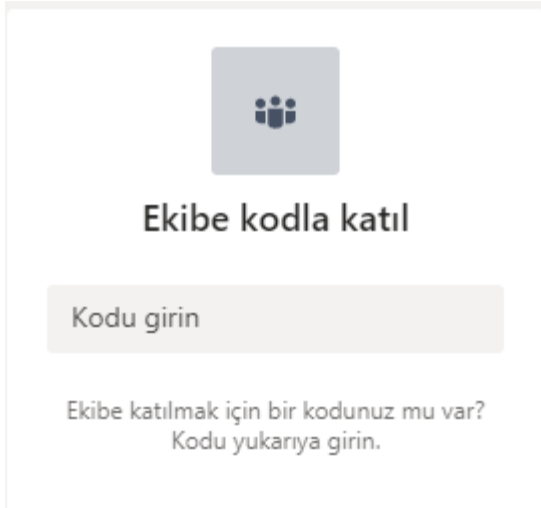 Ekibe kodla katıl
Kodu girin
Ekibe katılmak için bir kodunuz mu var?
Kodu yukarıya girin.